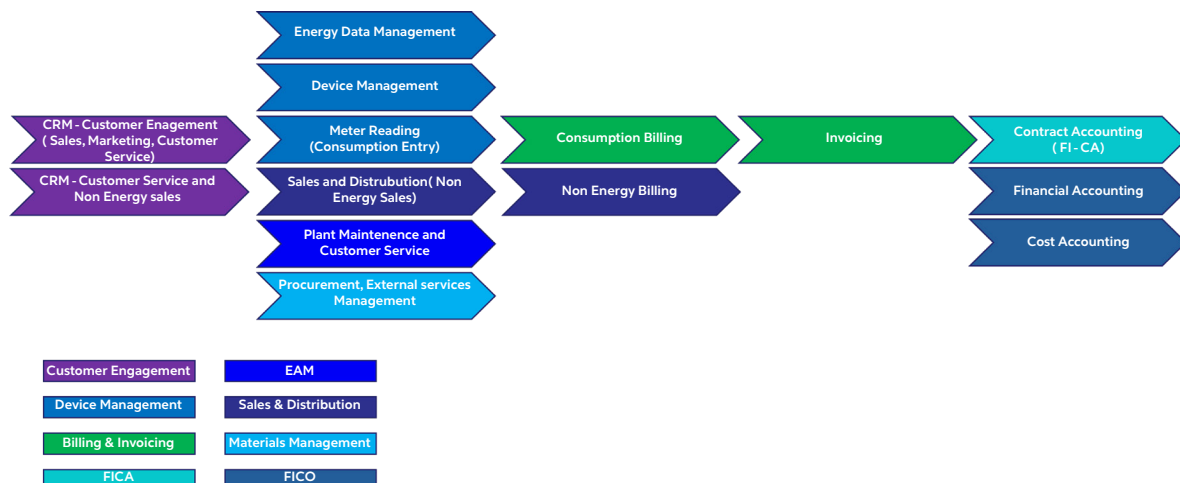 Energy Data Management
Device Management
CRM - Customer Enagement
( Sales, Marketing, Customer
Service)
Meter Reading
(Consumption Entry)
Consumption Billing
Invoicing
Contract Accounting
( FI - CA)
CRM - Customer Service and
Non Energy sales
Sales and Distrubution( Non
Energy Sales)
Non Energy Billing
Financial Accounting
Plant Maintenence and
Customer Service
Cost Accounting
Procurement, External services
Management
Customer Engagement
EAM
Device Management
Sales & Distribution
Billing & Invoicing
Materials Management
FICA
FICO